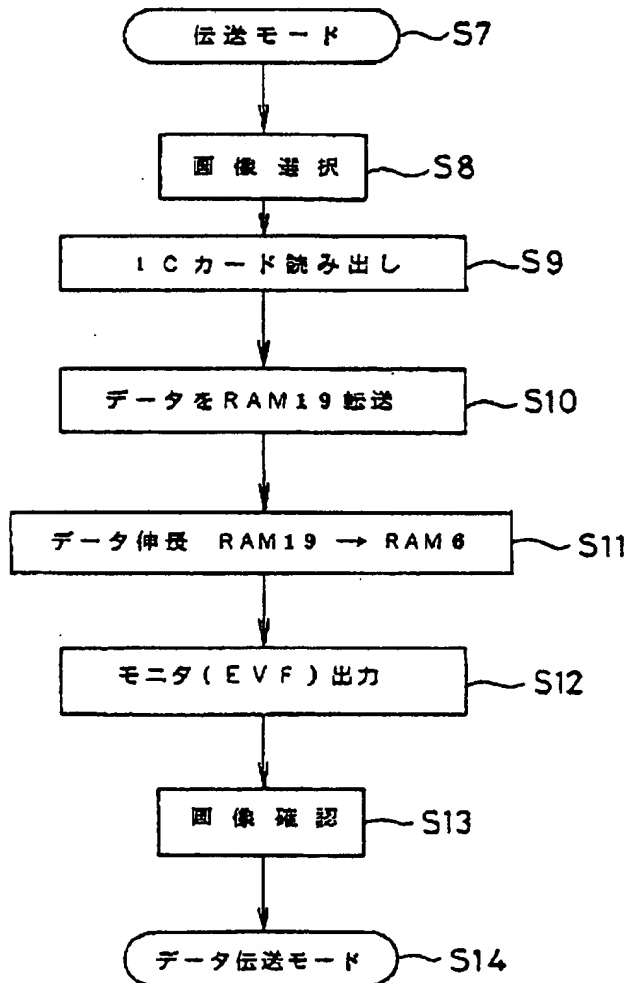 伝送モード S7
画像選択 S8
ICカード読み出し S9
データをRAM19転送 S10
データ伸長 RAM19 → RAM6 S11
モニタ(EVF)出力 S12
画像確認 S13
データ伝送モード S14